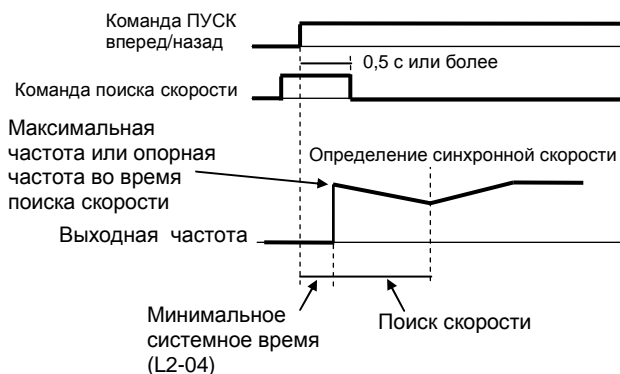 Команда ПУСК
вперед/назад
0,5 с или более
Команда поиска скорости
Максимальная
частота или опорная
частота во время
поиска скорости
Определение синхронной скорости
Выходная частота
Минимальное
системное время
(L2-04)
Поиск скорости